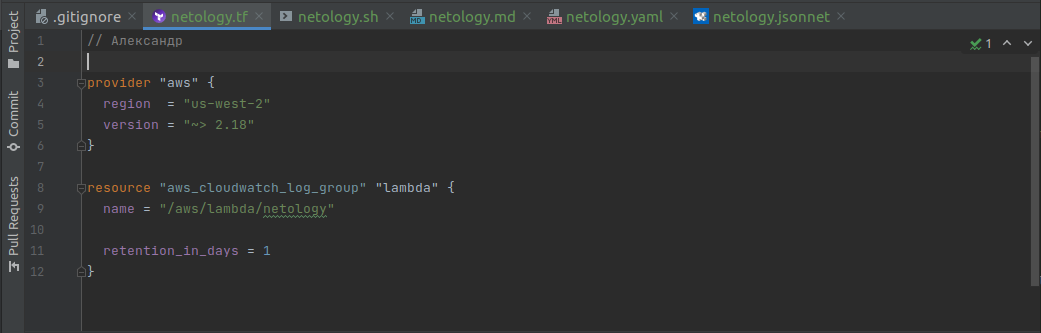 .gitignore netology.tf netology.sh netology.md netology.yaml netology.jsonnet
Project
Commit
Pull Requests
1 // Александр
2
3 provider "aws" {
4   region  = "us-west-2"
5   version = "~> 2.18"
6 }
7
8 resource "aws_cloudwatch_log_group" "lambda" {
9   name = "/aws/lambda/netology"
10
11   retention_in_days = 1
12 }
1